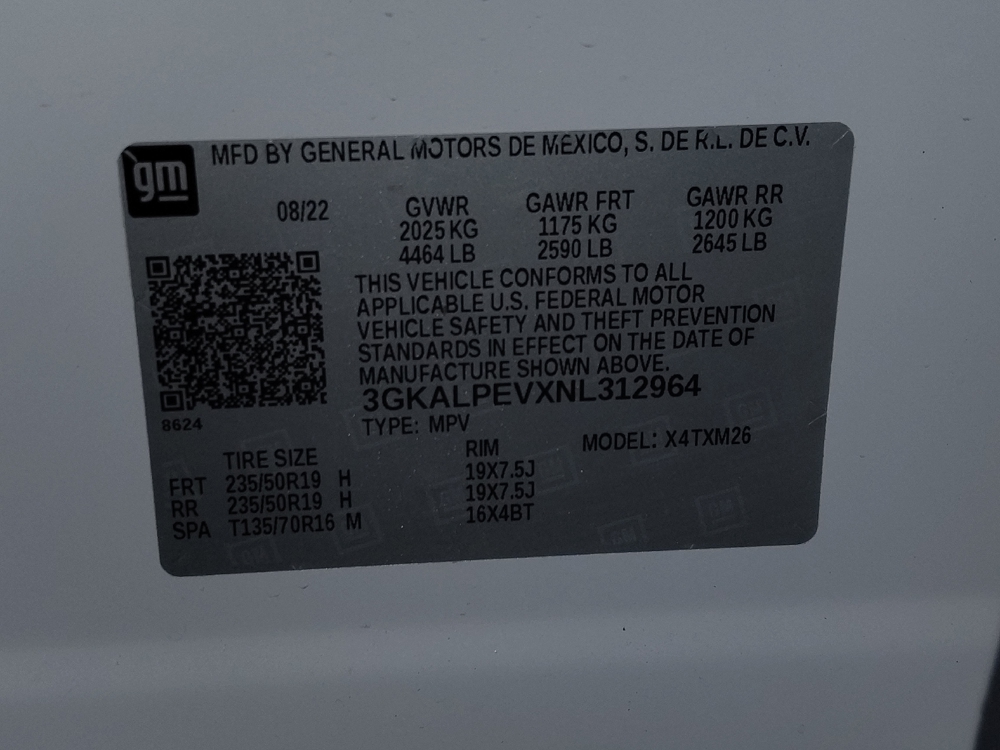 gm
MFD BY GENERAL MOTORS DE MEXICO, S. DE R.L. DE C.V.
08/22 GVWR GAWR FRT GAWR RR
2025 KG 1175 KG 1200 KG
4464 LB 2590 LB 2645 LB
THIS VEHICLE CONFORMS TO ALL
APPLICABLE U.S. FEDERAL MOTOR
VEHICLE SAFETY AND THEFT PREVENTION
STANDARDS IN EFFECT ON THE DATE OF
MANUFACTURE SHOWN ABOVE.
3GKALPEVXNL312964
8624
TYPE: MPV MODEL: X4TXM26
TIRE SIZE RIM
FRT 235/50R19 H 19X7.5J
RR 235/50R19 H 19X7.5J
SPA T135/70R16 M 16X4BT